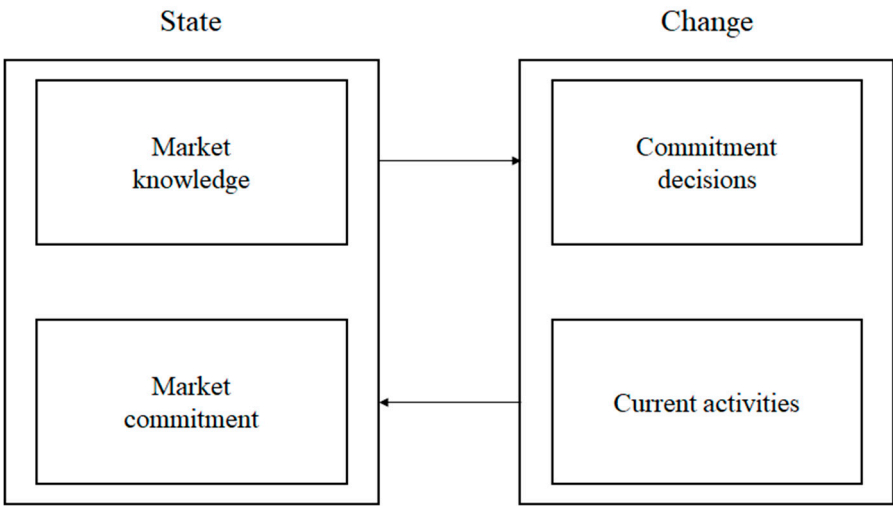 State
Change
Market
knowledge
Commitment
decisions
Market
commitment
Current activities